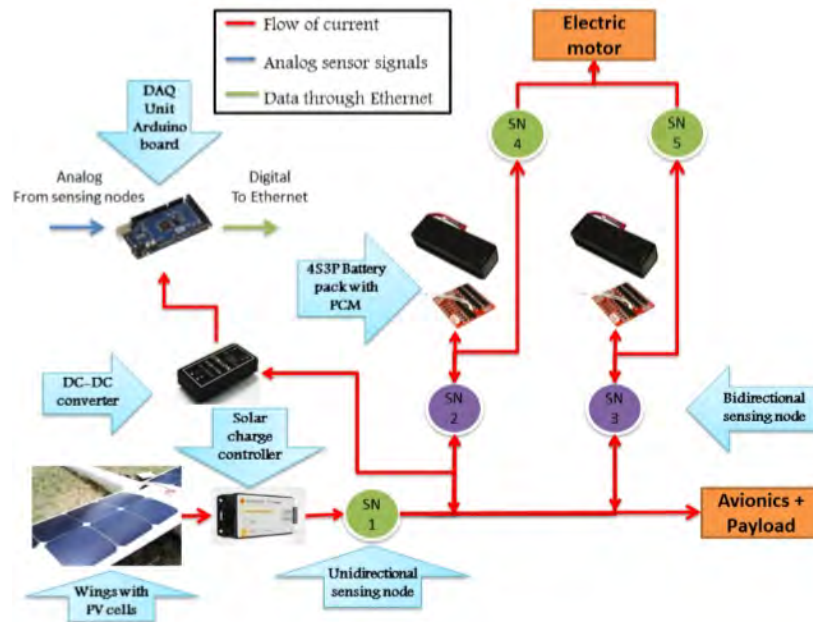 Flow of current
Analog sensor signals
Data through Ethernet
Electric
motor
DAQ
Unit
Arduino
board
SN
4
SN
5
Analog
From sensing nodes
Digital
To Ethernet
4S3P Battery
pack with
PCM
DC-DC
converter
Solar
charge
controller
SN
2
SN
3
Bidirectional
sensing node
SN
1
Avionics +
Payload
Wings with
PV cells
Unidirectional
sensing node